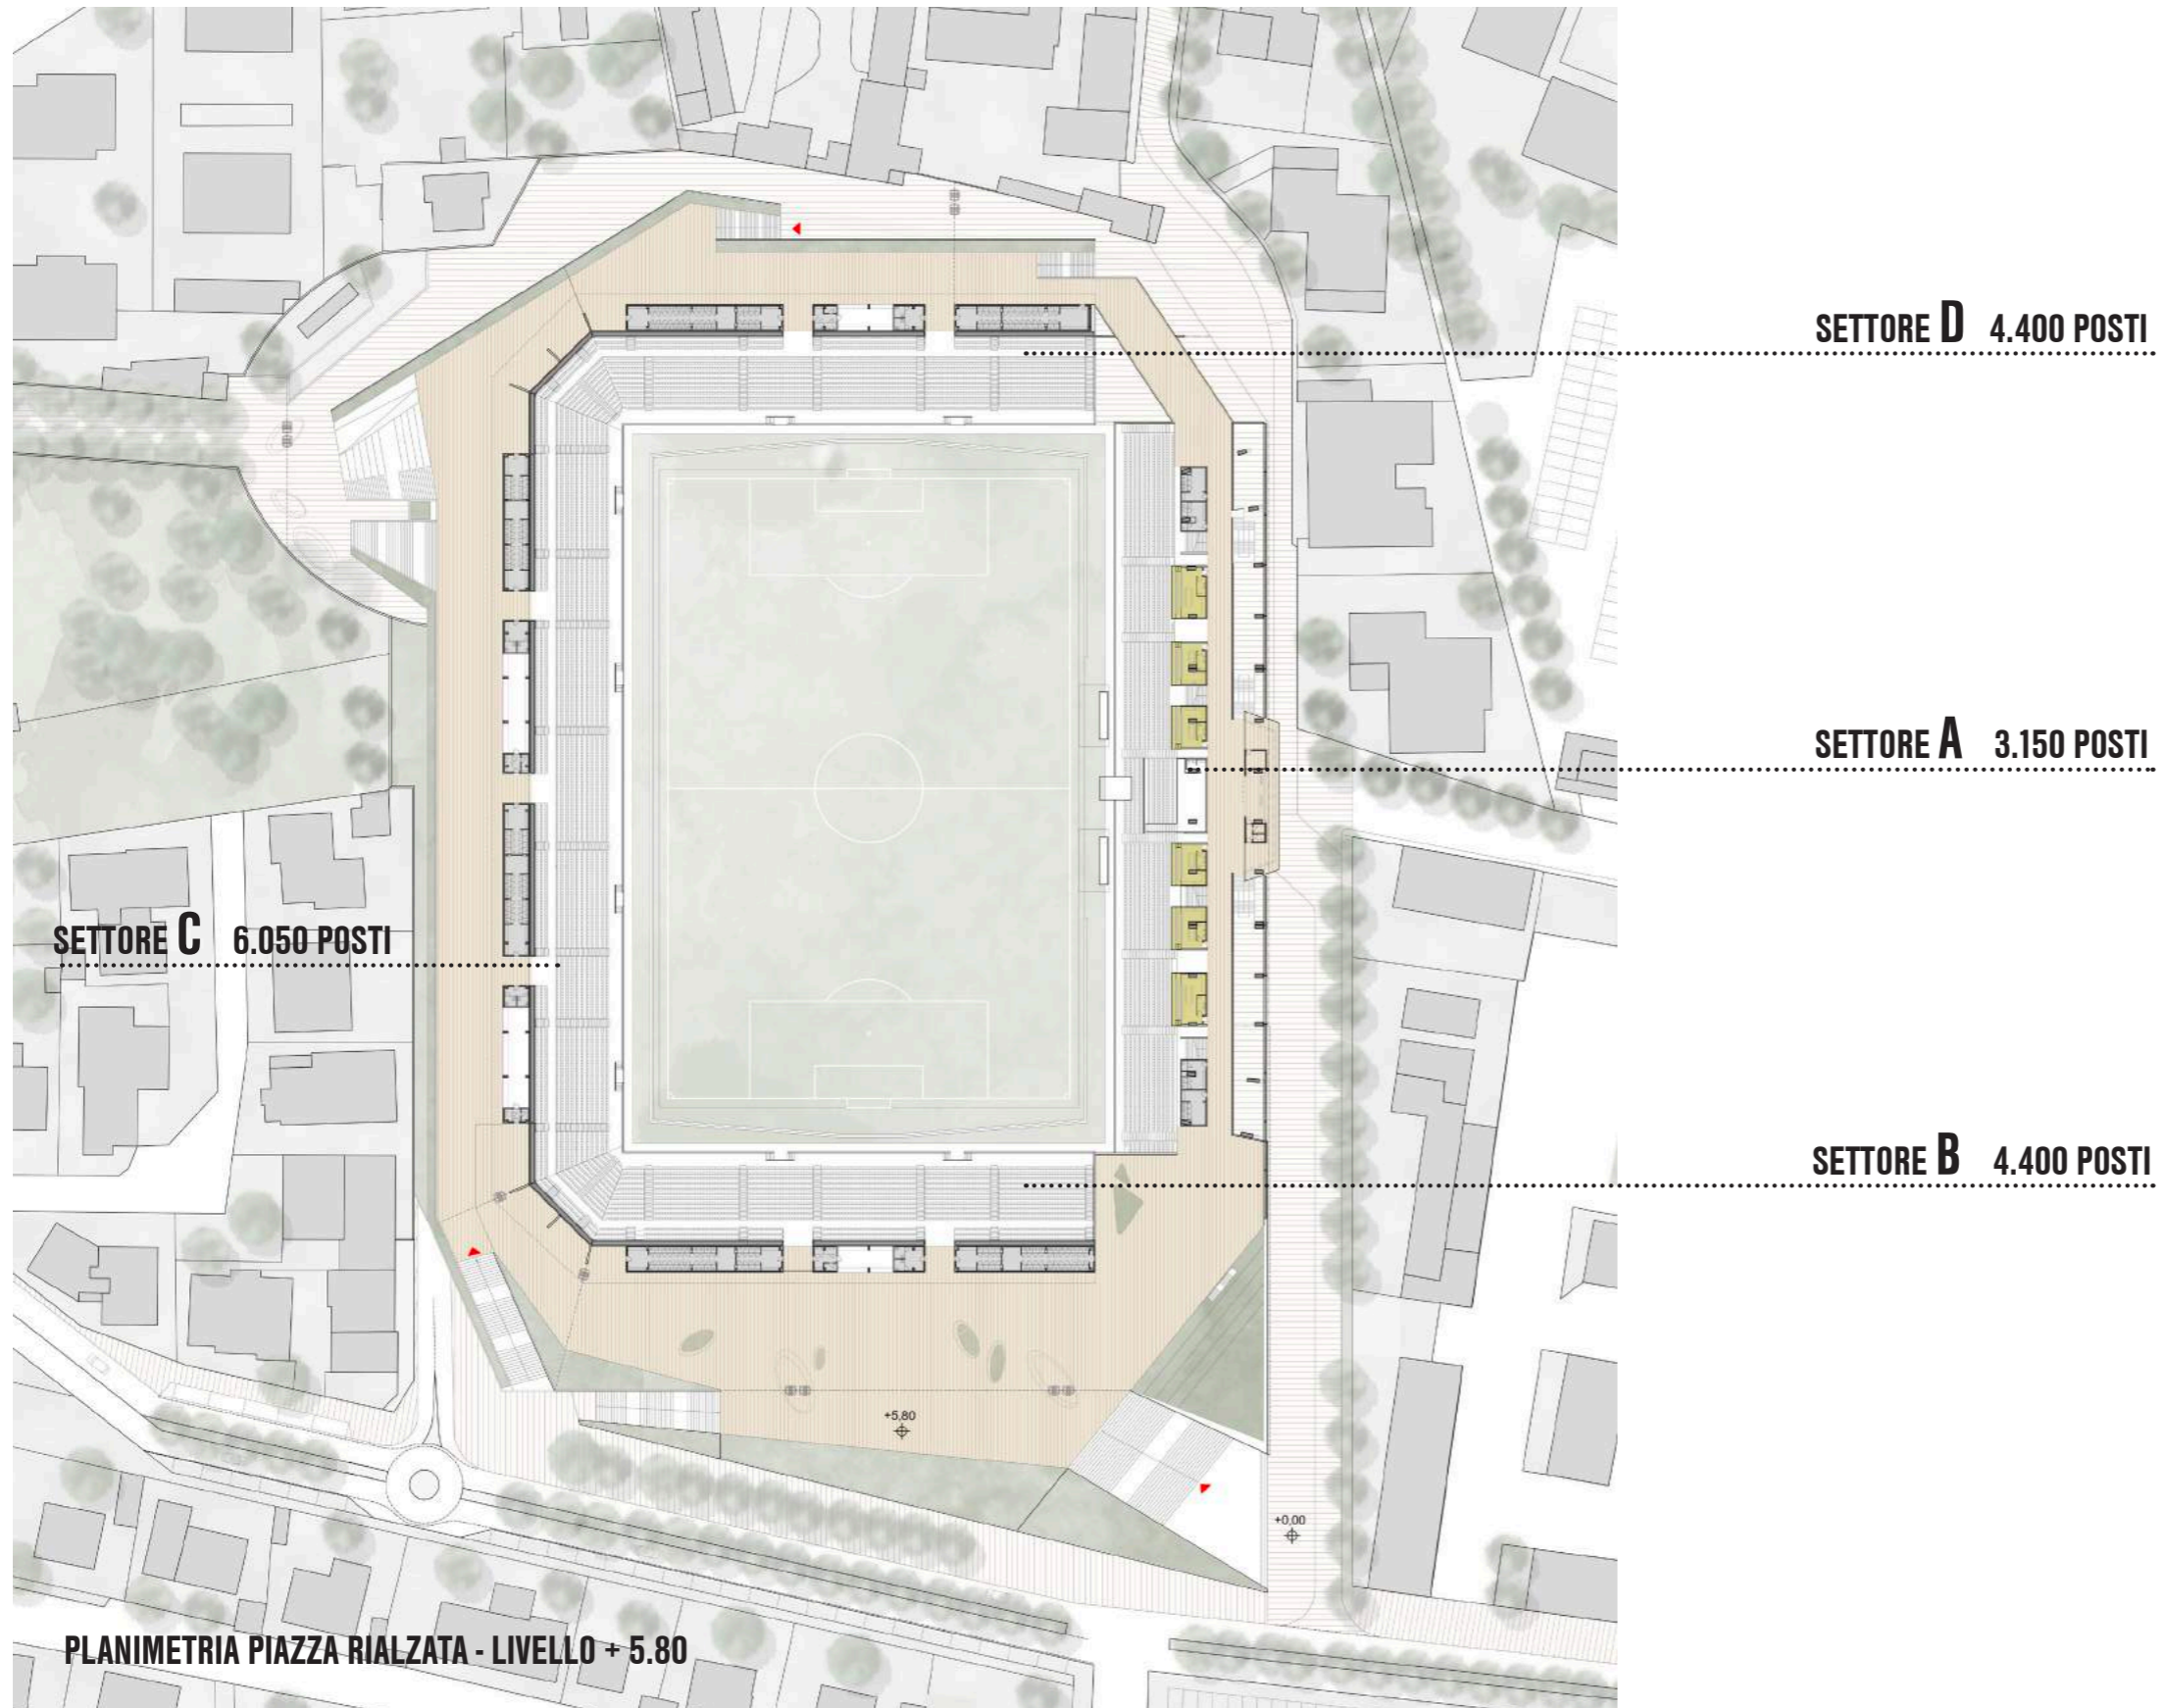 SETTORE D 4.400 POSTI
SETTORE A 3.150 POSTI
SETTORE C 6.050 POSTI
SETTORE B 4.400 POSTI
+5,80
+0,00
PLANIMETRIA PIAZZA RIALZATA - LIVELLO + 5.80